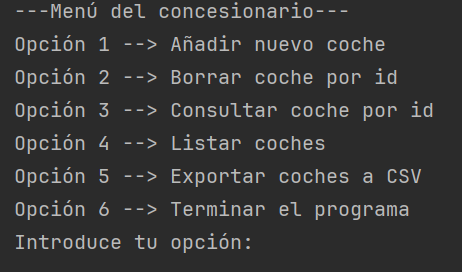 ---Menú del concesionario---
Opción 1 --> Añadir nuevo coche
Opción 2 --> Borrar coche por id
Opción 3 --> Consultar coche por id
Opción 4 --> Listar coches
Opción 5 --> Exportar coches a CSV
Opción 6 --> Terminar el programa
Introduce tu opción: